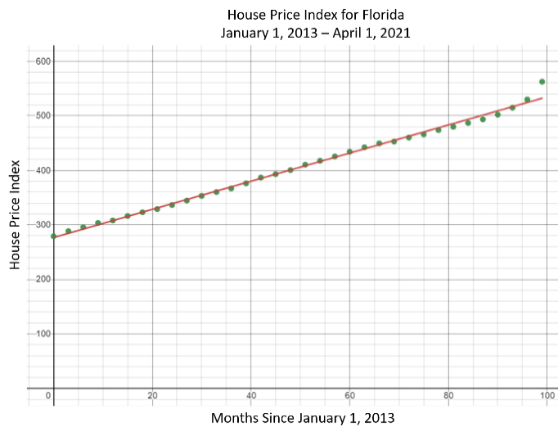 House Price Index for Florida
January 1, 2013 – April 1, 2021
600
500
400
300
200
100
House Price Index
0 20 40 60 80 100
Months Since January 1, 2013